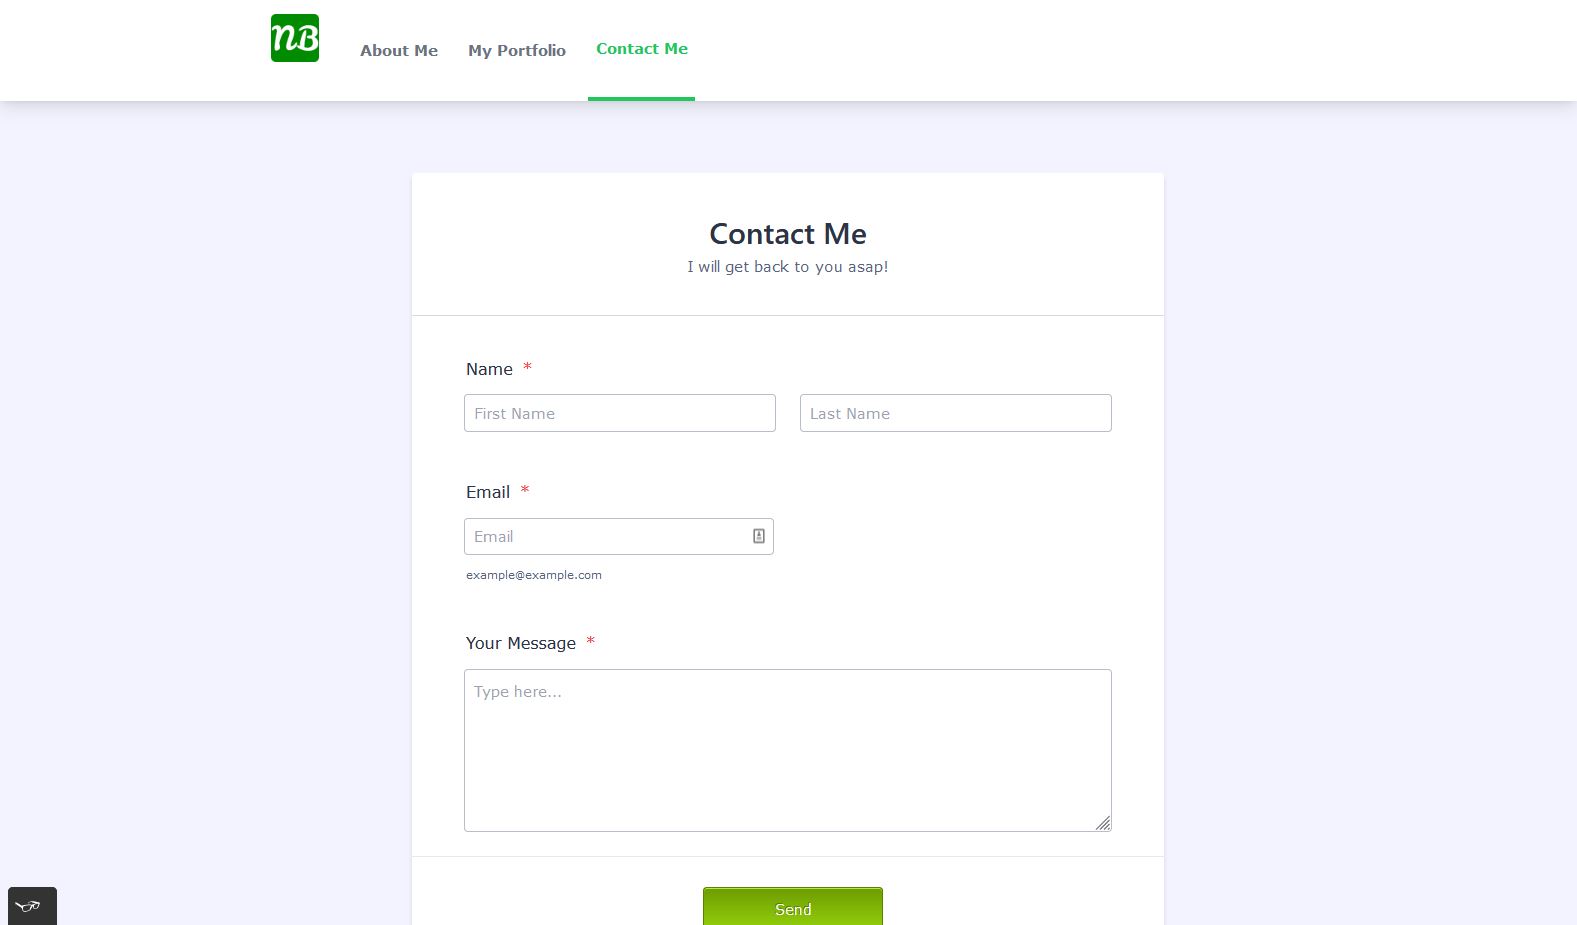 NB
About Me
My Portfolio
Contact Me
Contact Me
I will get back to you asap!
Name *
First Name
Last Name
Email *
Email
example@example.com
Your Message *
Type here...
Send